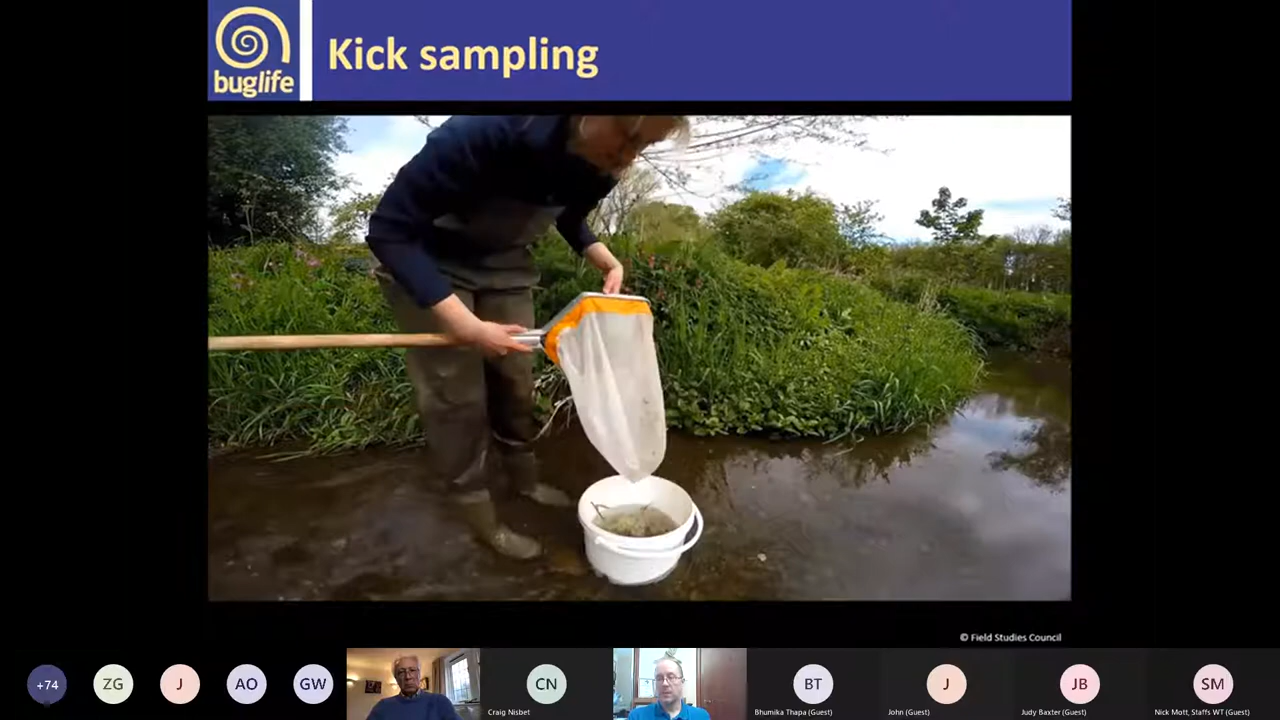 buglife
Kick sampling
© Field Studies Council
+74
ZG
J
AO
GW
CN
Craig Nisbet
BT
Bhumika Thapa (Guest)
J
John (Guest)
JB
Judy Baxter (Guest)
SM
Nick Mott, Staffs WT (Guest)